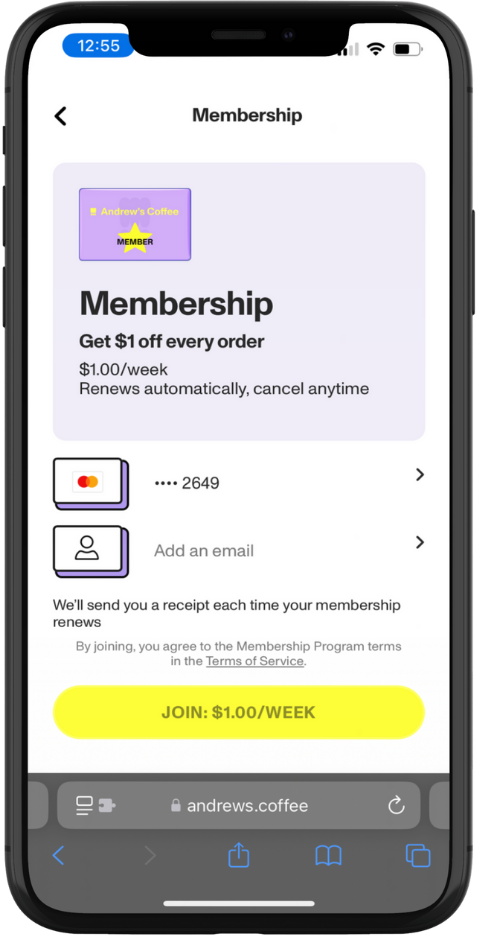 12:55
Membership
Andrew's Coffee
MEMBER
Membership
Get $1 off every order
$1.00/week
Renews automatically, cancel anytime
•••• 2649
Add an email
We'll send you a receipt each time your membership
renews
By joining, you agree to the Membership Program terms
in the Terms of Service.
JOIN: $1.00/WEEK
andrews.coffee